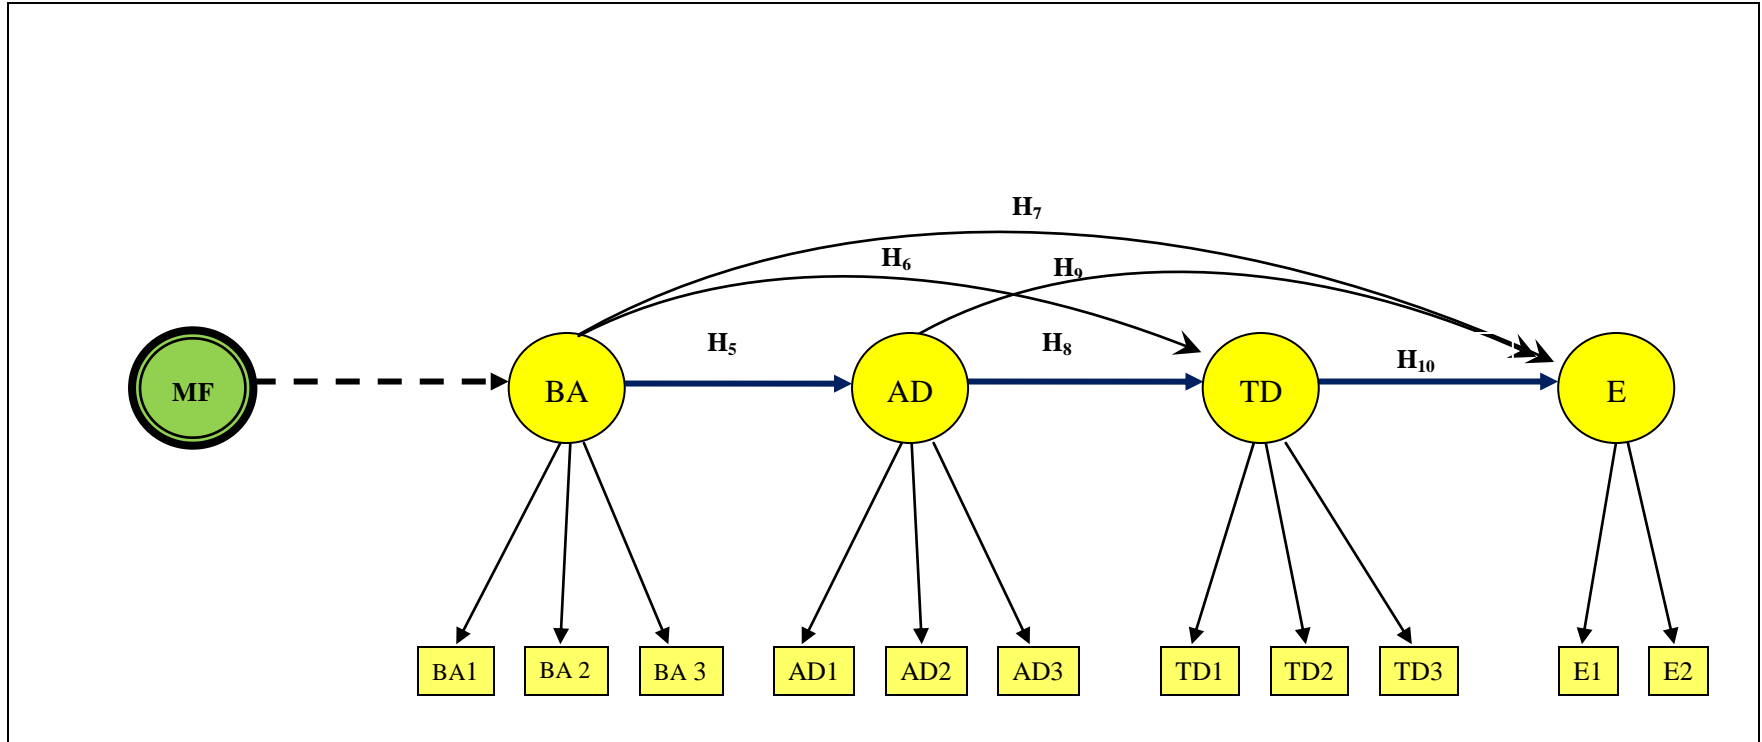 H₇
H₆
H₉
H₅
H₈
H₁₀
MF
BA
AD
TD
E
BA1
BA 2
BA 3
AD1
AD2
AD3
TD1
TD2
TD3
E1
E2